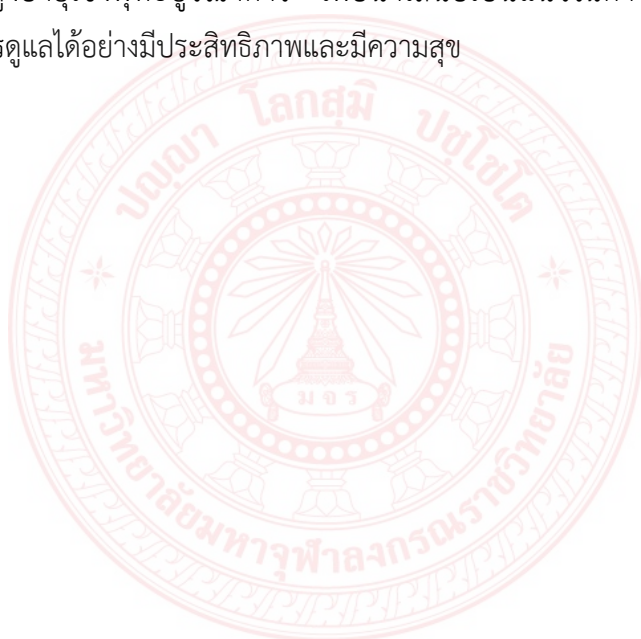 รดูแลได้อย่างมีประสิทธิภาพและมีความสุข
ปญฺญา โลกสฺมิ ปชฺโชโต
มจร
มหาวิทยาลัยมหาจุฬาลงกรณราชวิทยาลัย